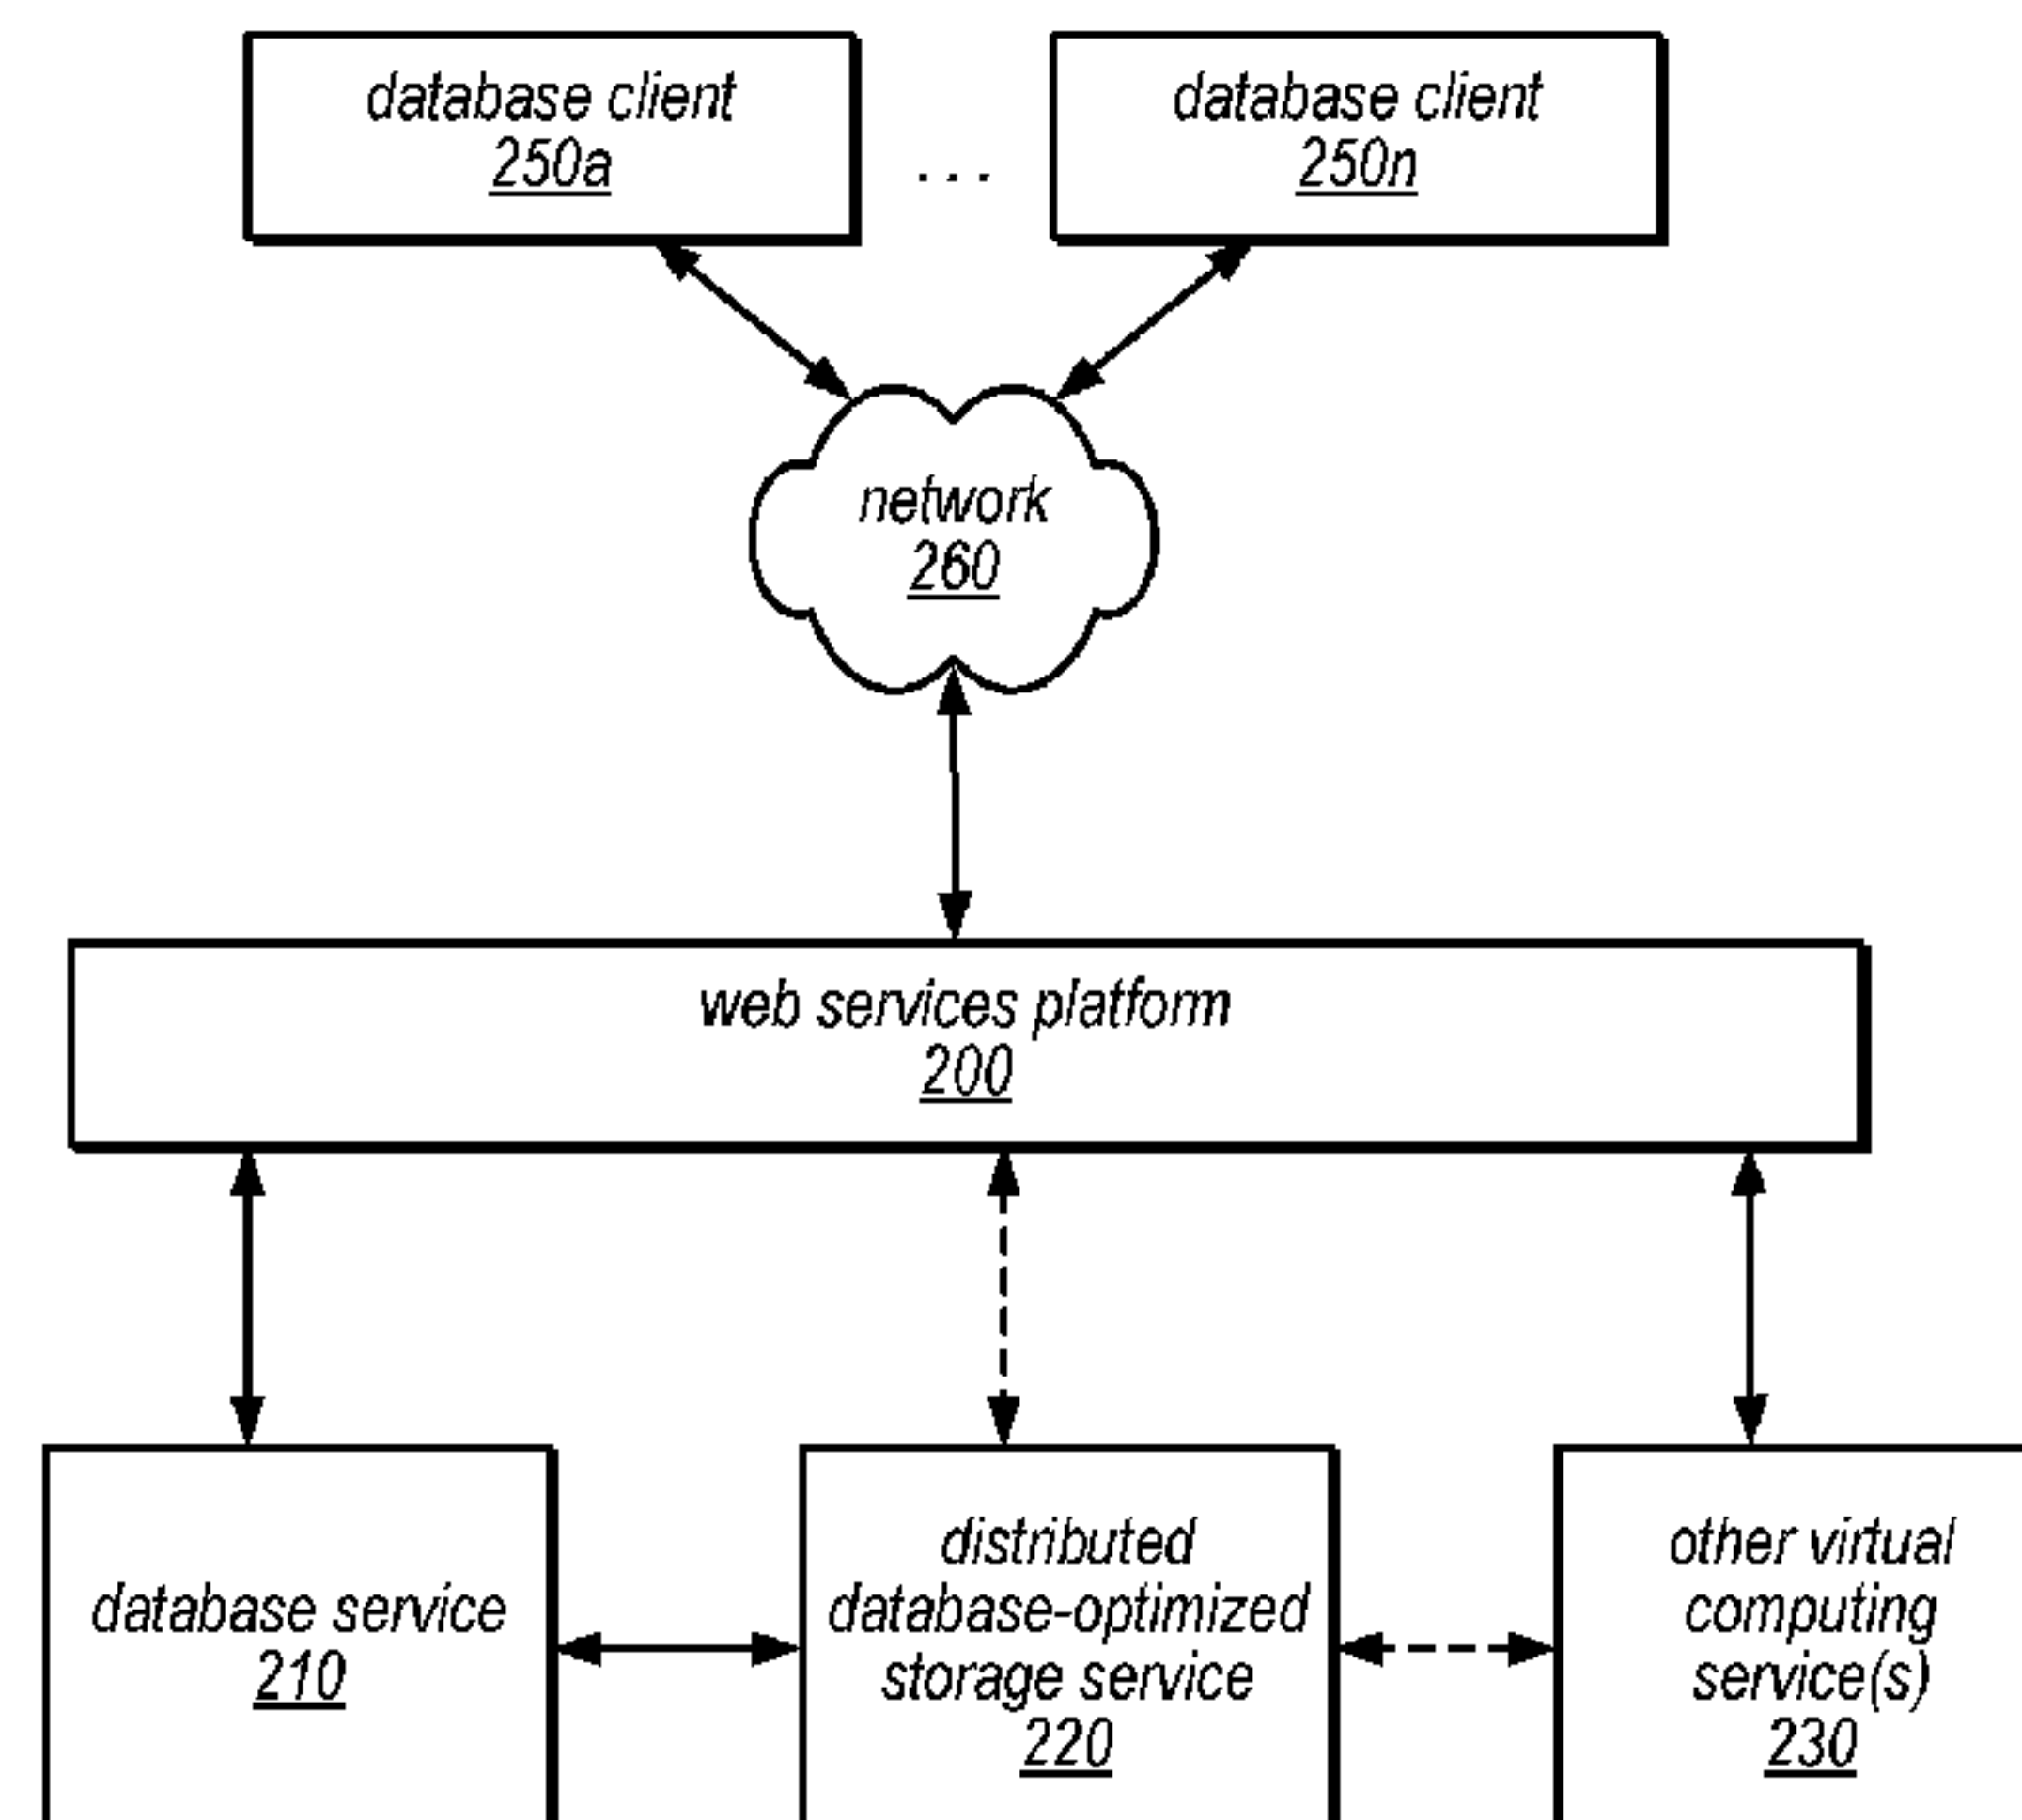 database client
250a
. . .
database client
250n
network
260
web services platform
200
database service
210
distributed
database-optimized
storage service
220
other virtual
computing
service(s)
230